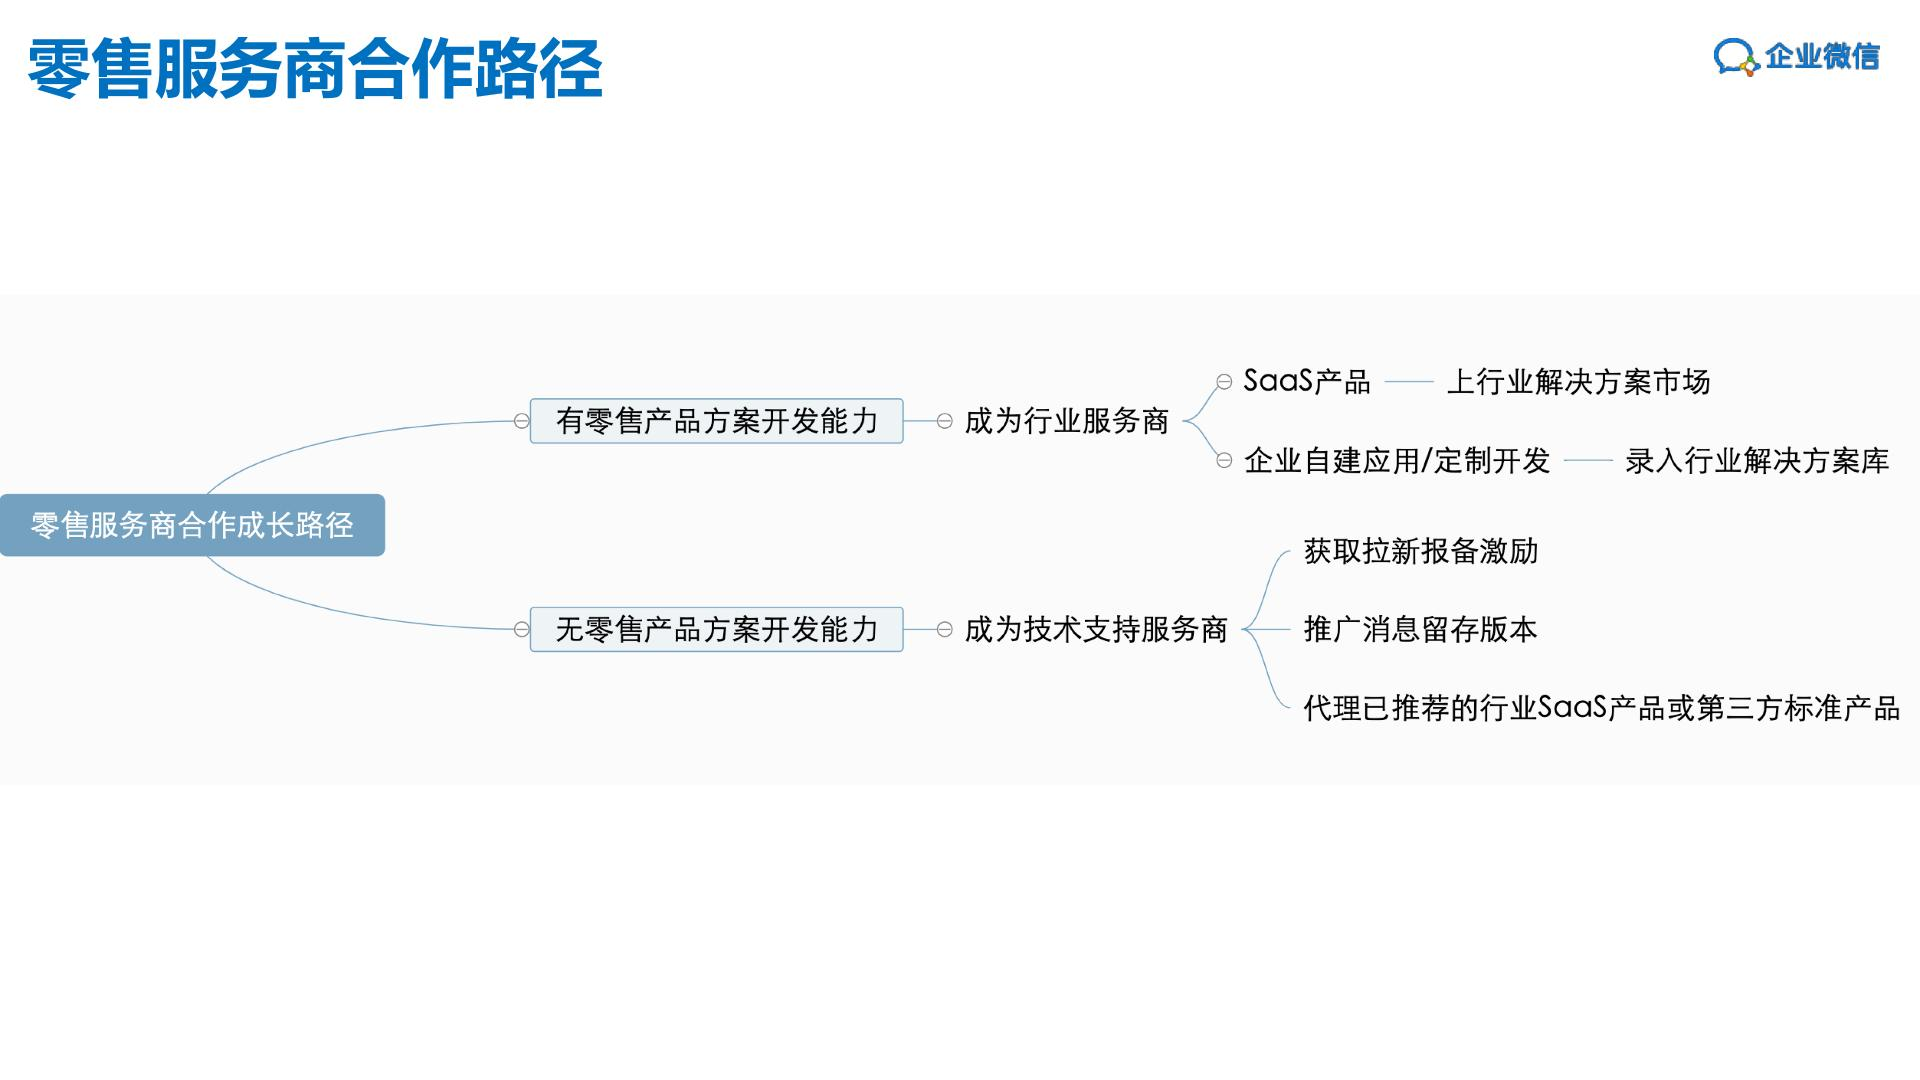 零售服务商合作路径
企业微信
零售服务商合作成长路径
有零售产品方案开发能力
成为行业服务商
SaaS产品
上行业解决方案市场
企业自建应用/定制开发
录入行业解决方案库
无零售产品方案开发能力
成为技术支持服务商
获取拉新报备激励
推广消息留存版本
代理已推荐的行业SaaS产品或第三方标准产品